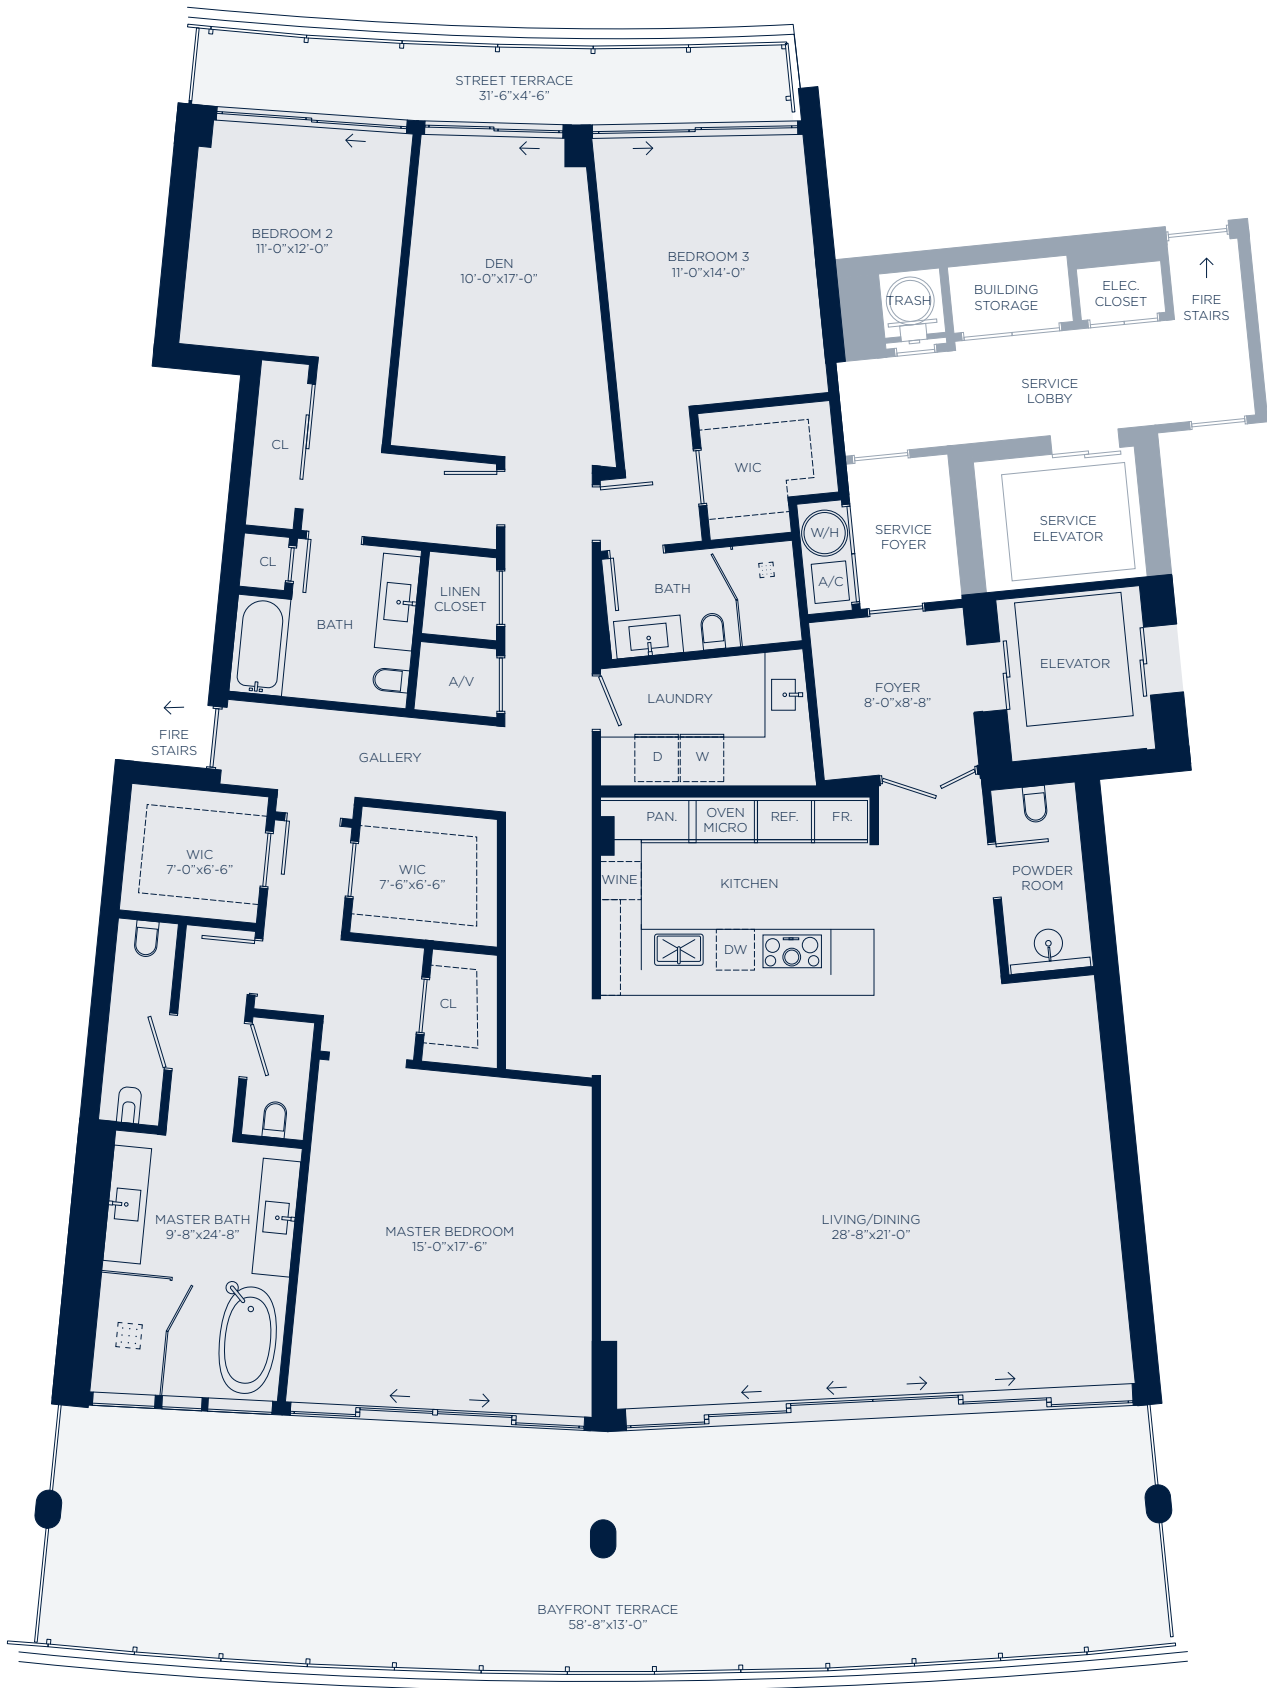 STREET TERRACE
31'-6"x4'-6"
BEDROOM 2
11'-0"x12'-0"
DEN
10'-0"x17'-0"
BEDROOM 3
11'-0"x14'-0"
TRASH
BUILDING
STORAGE
ELEC.
CLOSET
FIRE
STAIRS
SERVICE
LOBBY
CL
WIC
W/H
SERVICE
FOYER
SERVICE
ELEVATOR
CL
BATH
LINEN
CLOSET
BATH
A/C
A/V
LAUNDRY
FOYER
8'-0"x8'-8"
ELEVATOR
FIRE
STAIRS
GALLERY
D
W
PAN.
OVEN
MICRO
REF.
FR.
WIC
7'-0"x6'-6"
WIC
7'-6"x6'-6"
WINE
KITCHEN
POWDER
ROOM
DW
CL
MASTER BATH
9'-8"x24'-8"
MASTER BEDROOM
15'-0"x17'-6"
LIVING/DINING
28'-8"x21'-0"
BAYFRONT TERRACE
58'-8"x13'-0"